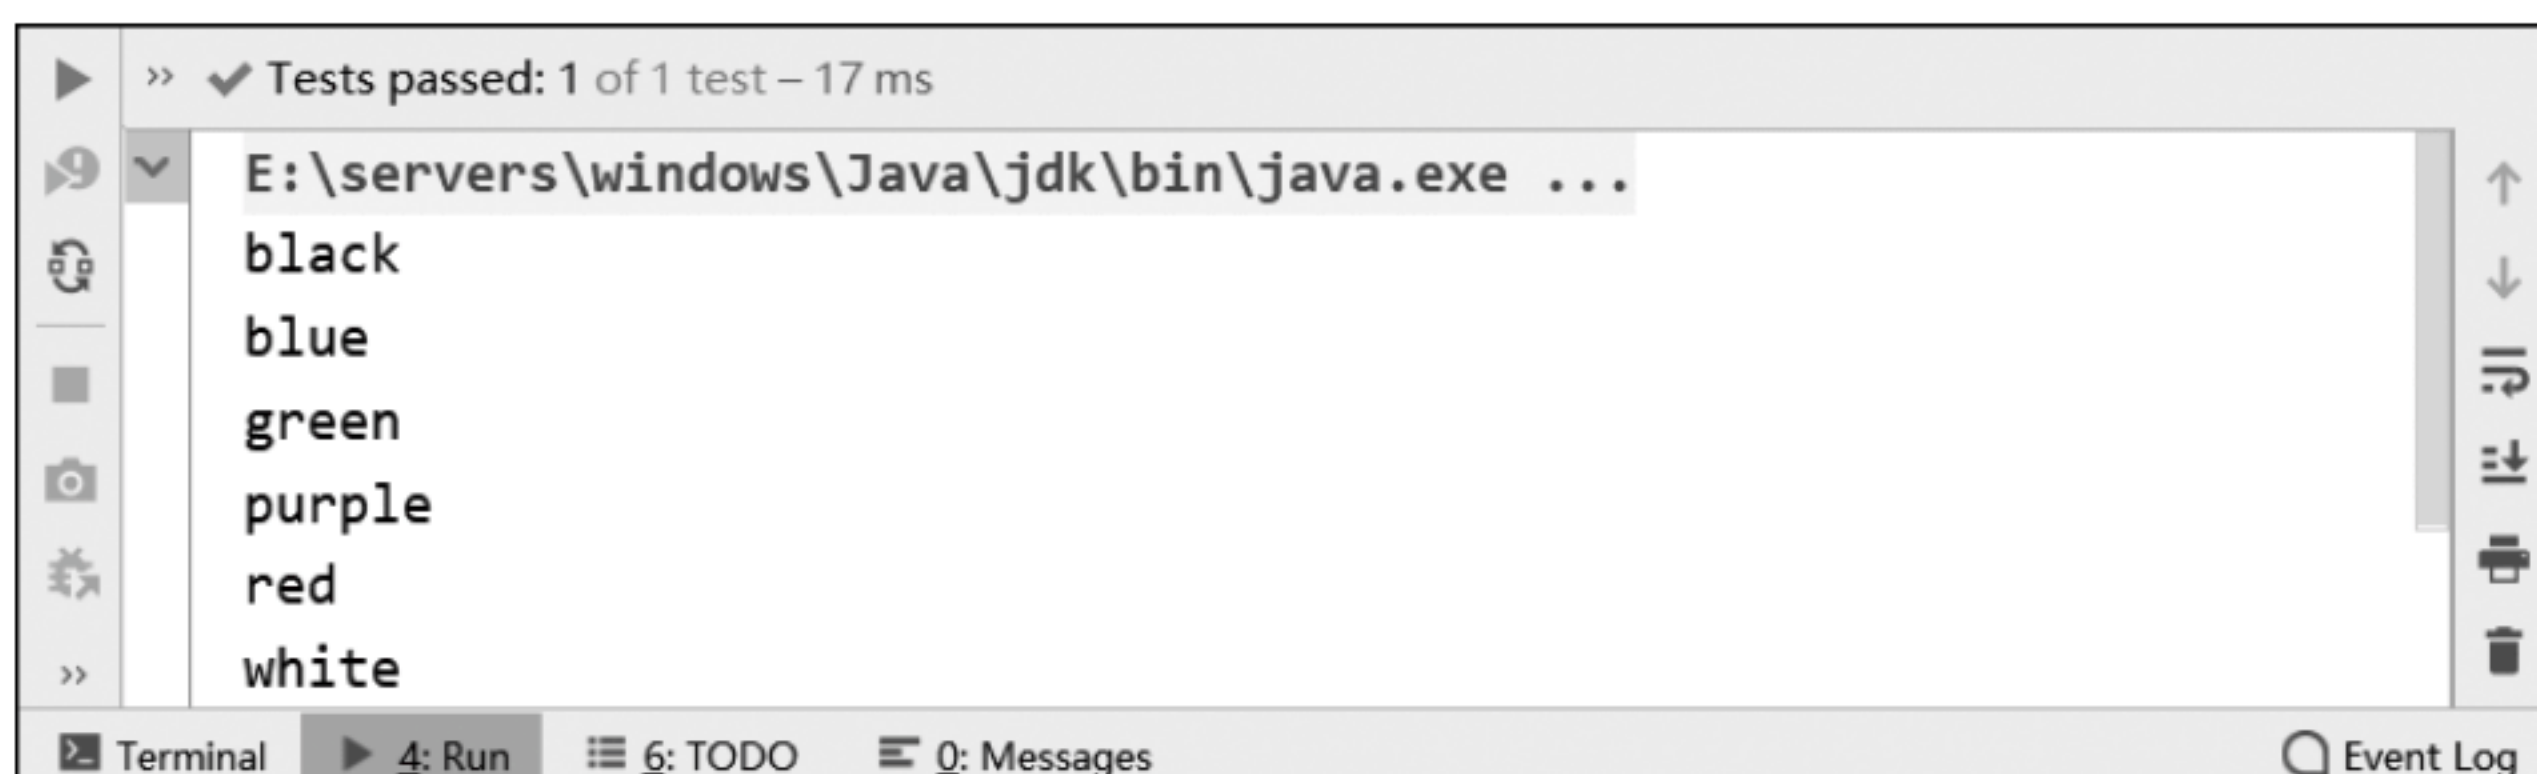 Tests passed: 1 of 1 test – 17 ms
E:\servers\windows\Java\jdk\bin\java.exe ...
black
blue
green
purple
red
white
Terminal 4: Run 6: TODO 0: Messages Event Log